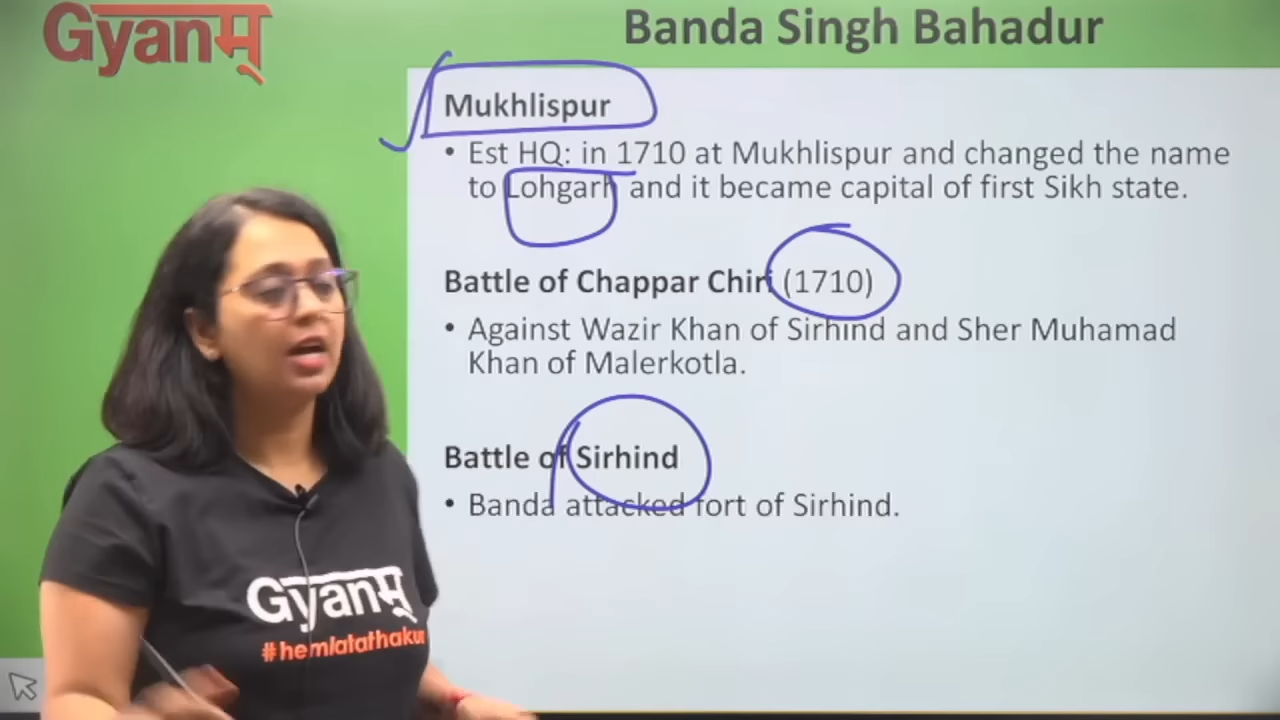 Gyanम्
Banda Singh Bahadur
Mukhlispur
• Est HQ: in 1710 at Mukhlispur and changed the name
to Lohgarh and it became capital of first Sikh state.
Battle of Chappar Chiri (1710)
• Against Wazir Khan of Sirhind and Sher Muhamad
Khan of Malerkotla.
Battle of Sirhind
• Banda attacked fort of Sirhind.
Gyanम्
#hemlatathakur